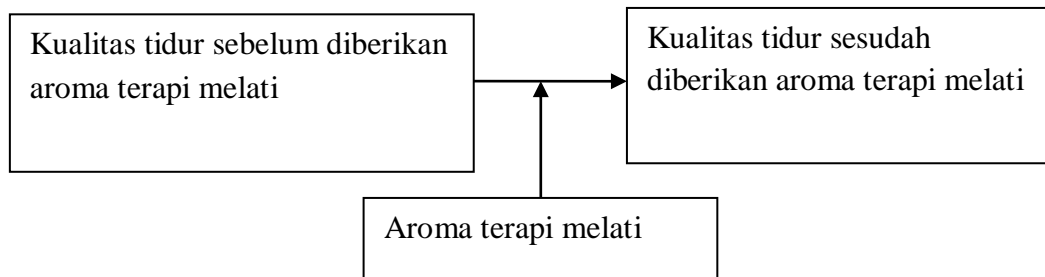 Kualitas tidur sebelum diberikan
aroma terapi melati
Kualitas tidur sesudah
diberikan aroma terapi melati
Aroma terapi melati